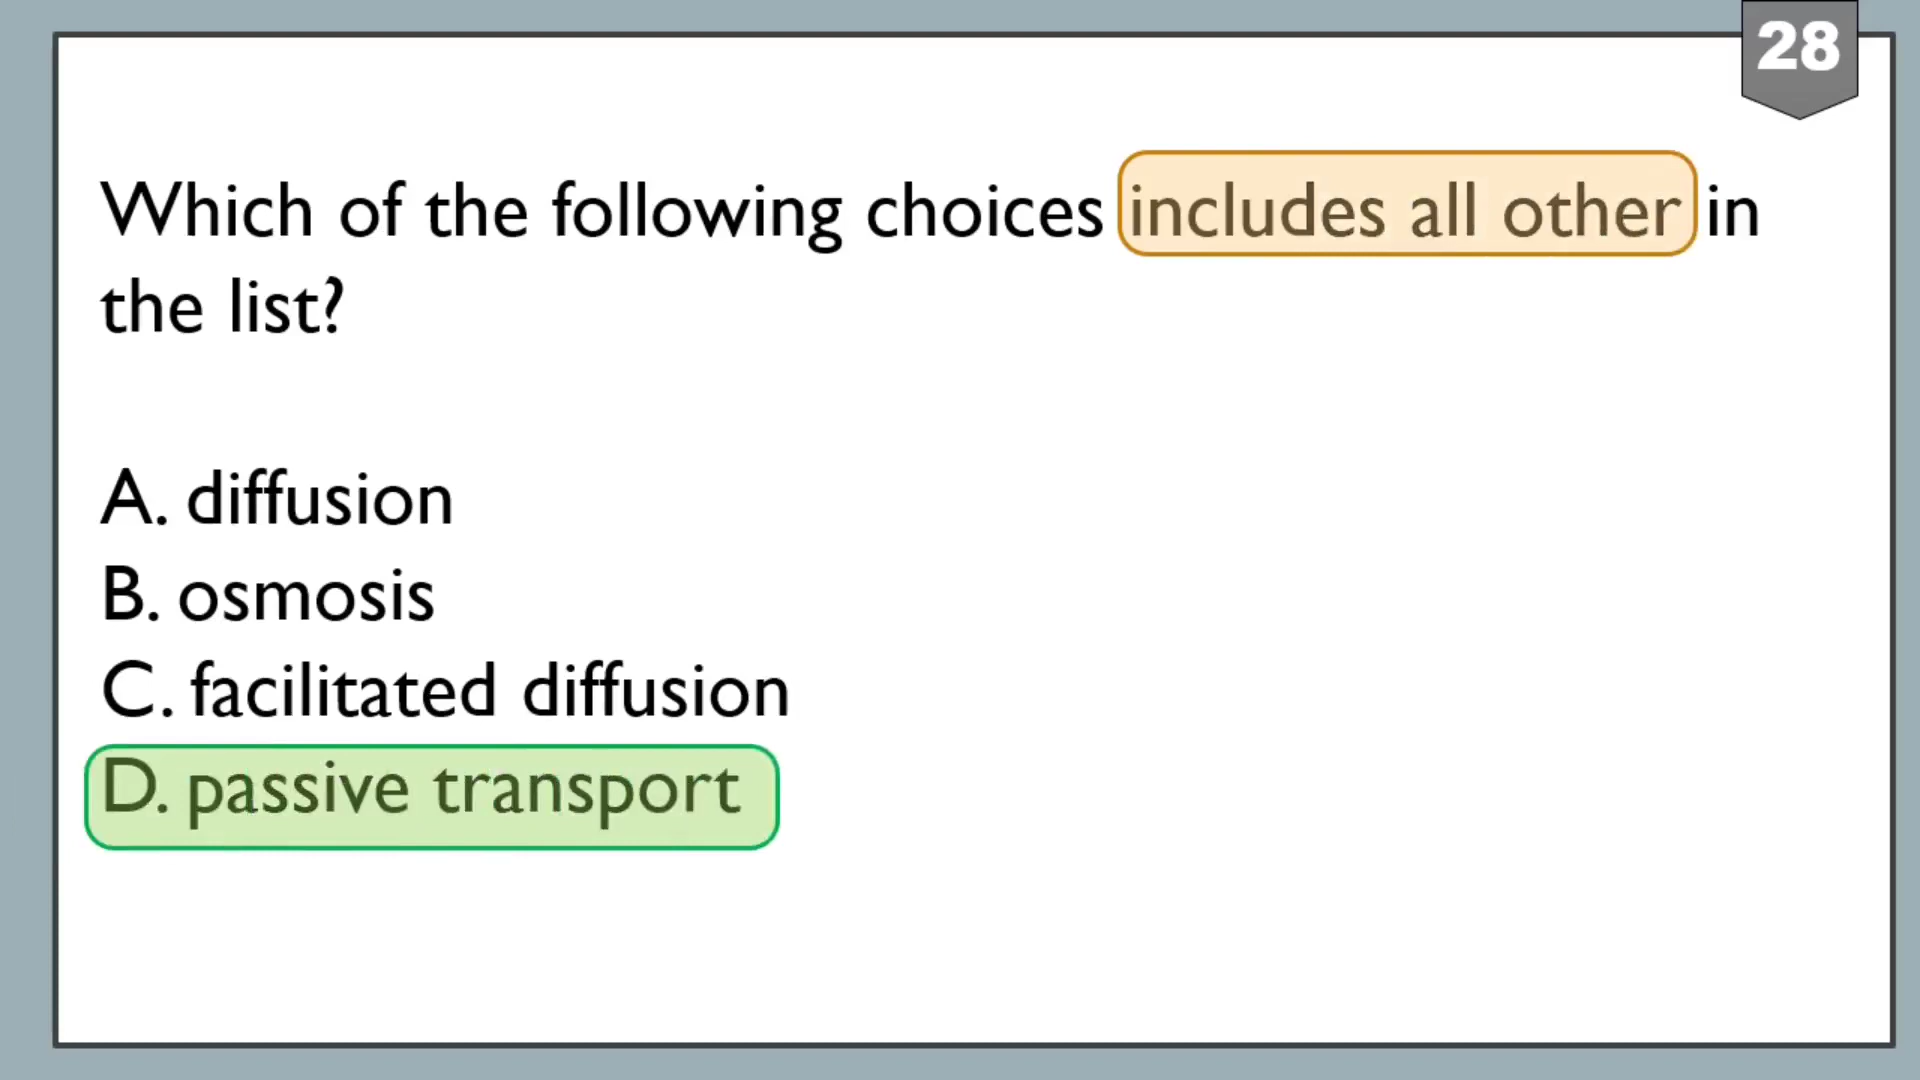 28
Which of the following choices includes all other in
the list?
A. diffusion
B. osmosis
C. facilitated diffusion
D. passive transport